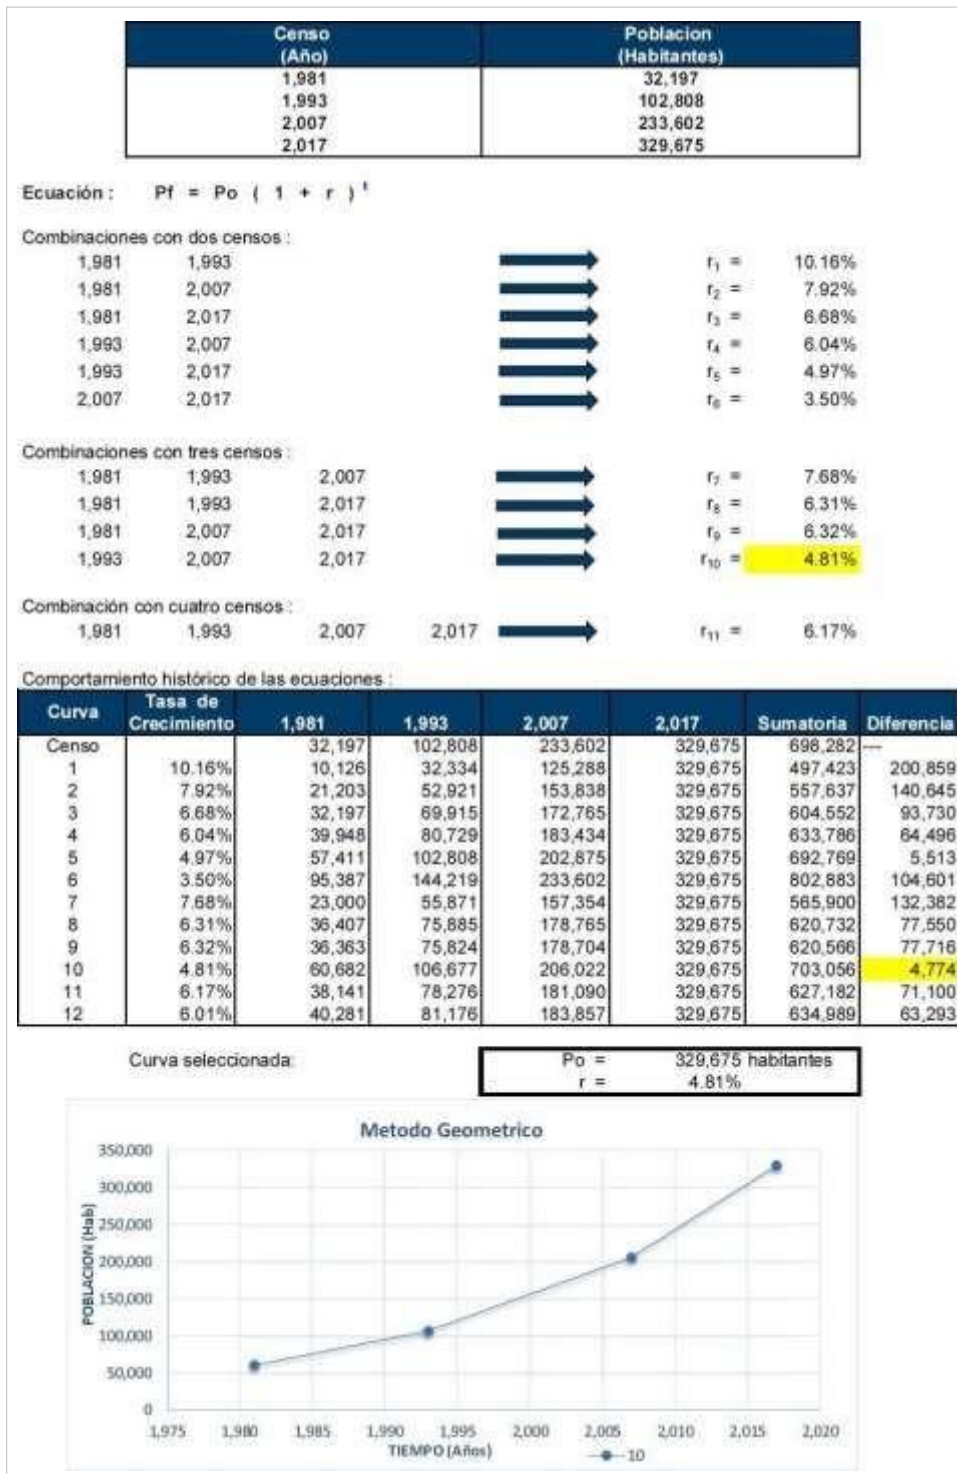 Censo Poblacion
(Año) (Habitantes)
1,981 32,197
1,993 102,808
2,007 233,602
2,017 329,675
Ecuación : Pf = Po ( 1 + r ) t
Combinaciones con dos censos :
1,981 1,993 r1 = 10.16%
1,981 2,007 r2 = 7.92%
1,981 2,017 r3 = 6.68%
1,993 2,007 r4 = 6.04%
1,993 2,017 r5 = 4.97%
2,007 2,017 r6 = 3.50%
Combinaciones con tres censos :
1,981 1,993 2,007 r7 = 7.68%
1,981 1,993 2,017 r8 = 6.31%
1,981 2,007 2,017 r9 = 6.32%
1,993 2,007 2,017 r10 = 4.81%
Combinación con cuatro censos :
1,981 1,993 2,007 2,017 r11 = 6.17%
Comportamiento histórico de las ecuaciones :
Curva Tasa de Crecimiento 1,981 1,993 2,007 2,017 Sumatoria Diferencia
Censo 32,197 102,808 233,602 329,675 698,282 ---
1 10.16% 10,126 32,334 125,288 329,675 497,423 200,859
2 7.92% 21,203 52,921 153,838 329,675 557,637 140,645
3 6.68% 32,197 69,915 172,765 329,675 604,552 93,730
4 6.04% 39,948 80,729 183,434 329,675 633,786 64,496
5 4.97% 57,411 102,808 202,875 329,675 692,769 5,513
6 3.50% 95,387 144,219 233,602 329,675 802,883 104,601
7 7.68% 23,000 55,871 157,354 329,675 565,900 132,382
8 6.31% 36,407 75,885 178,765 329,675 620,732 77,550
9 6.32% 36,363 75,824 178,704 329,675 620,566 77,716
10 4.81% 60,682 106,677 206,022 329,675 703,056 4,774
11 6.17% 38,141 78,276 181,090 329,675 627,182 71,100
12 6.01% 40,281 81,176 183,857 329,675 634,989 63,293
Curva seleccionada: Po = 329,675 habitantes
r = 4.81%
Metodo Geometrico
POBLACION (Hab)
350,000
300,000
250,000
200,000
150,000
100,000
50,000
0
1,975 1,980 1,985 1,990 1,995 2,000 2,005 2,010 2,015 2,020
TIEMPO (Años)
10